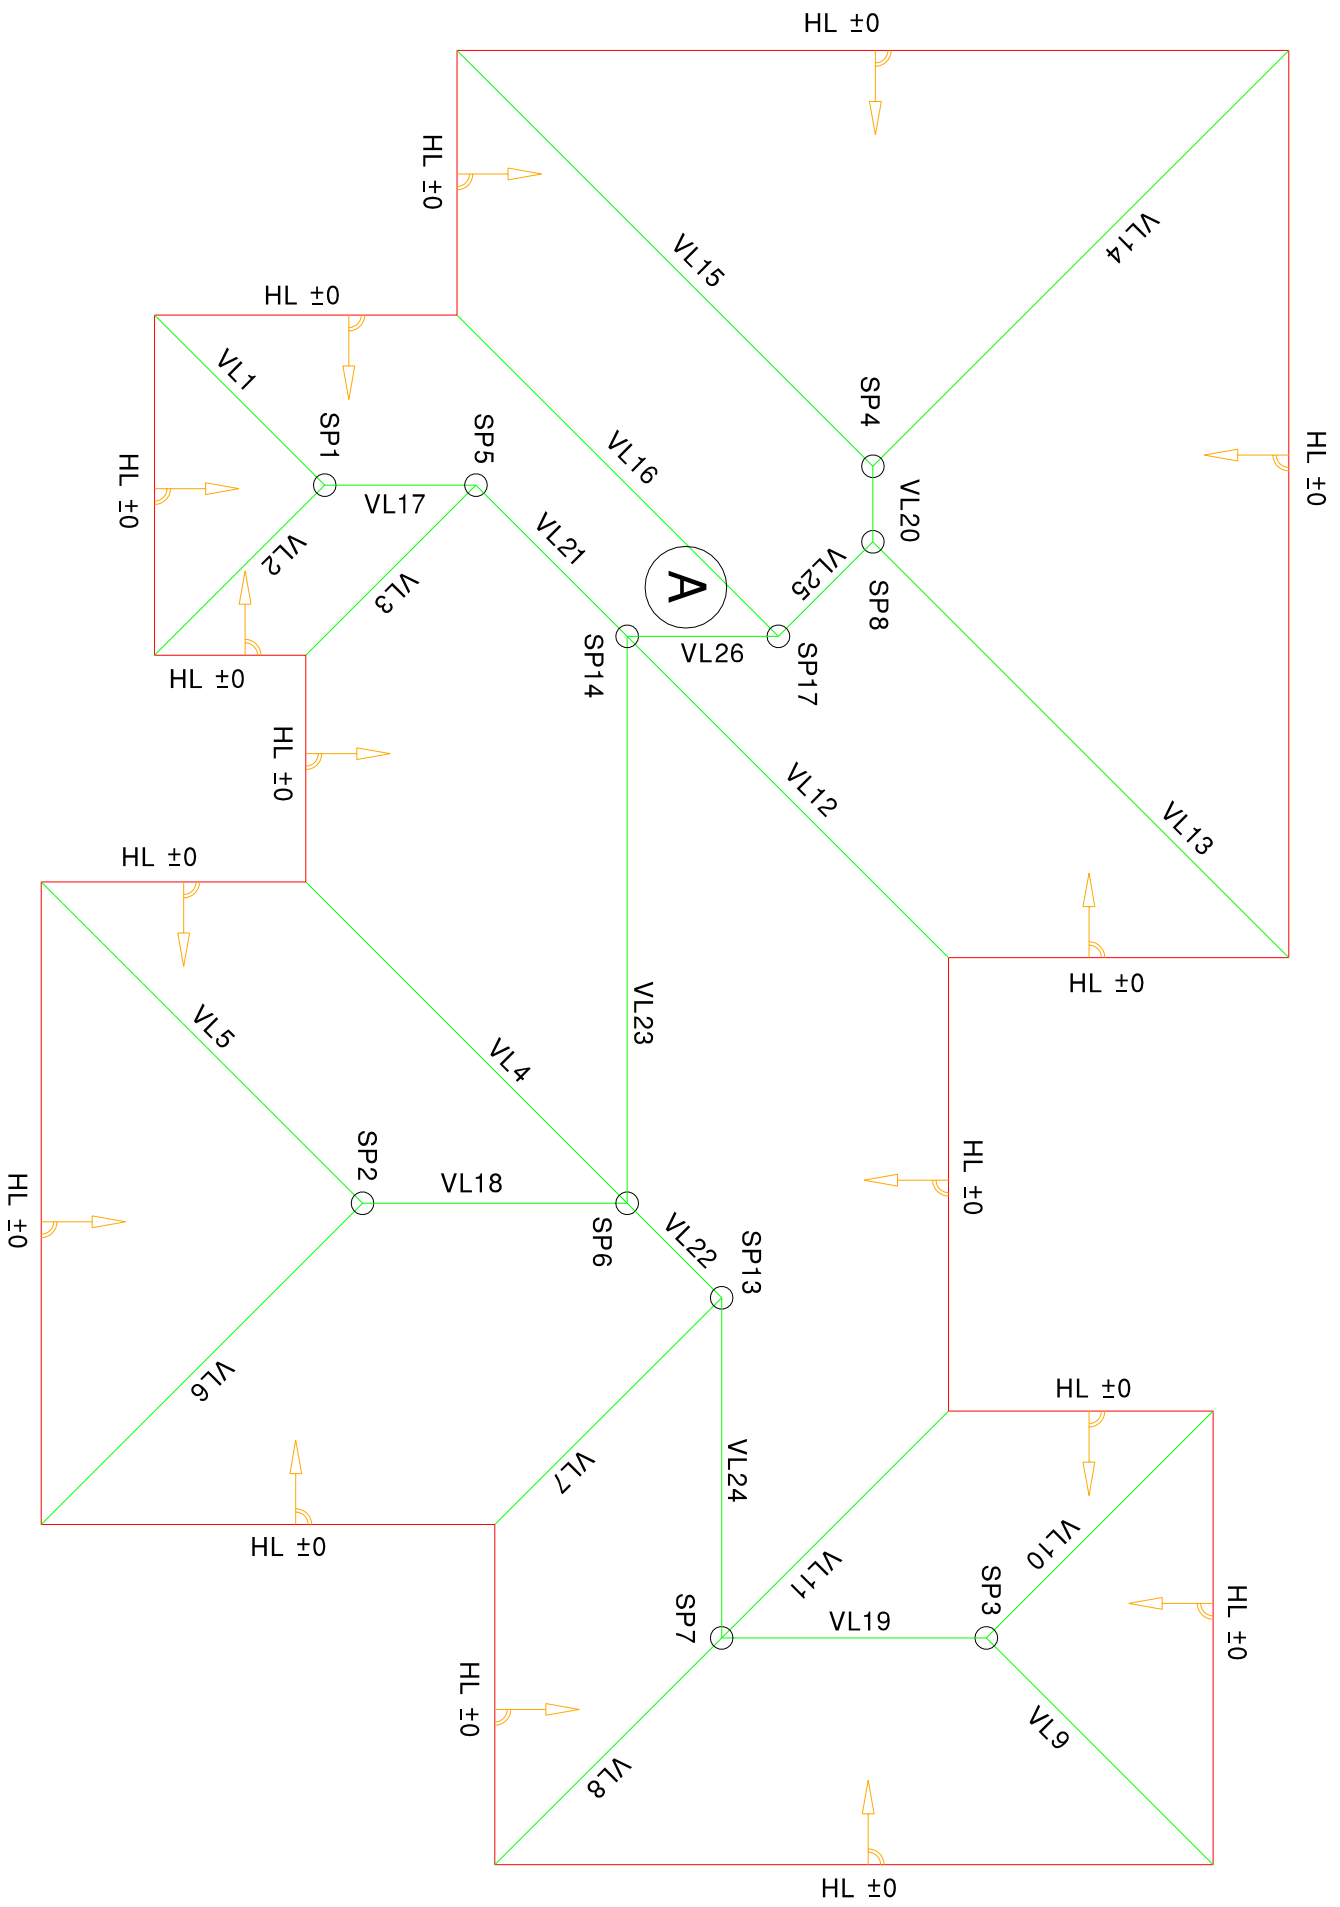 HL ±0
HL ±0
VL15
VL14
HL ±0
VL1
SP1
SP5
SP4
HL ±0
HL ±0
VL17
VL16
VL20
VL2
VL3
VL21
A
VL25
SP8
HL ±0
SP14
VL26
SP17
HL ±0
VL12
VL13
HL ±0
HL ±0
VL5
VL4
VL23
HL ±0
SP2
VL18
SP6
VL22
SP13
HL ±0
HL ±0
VL6
VL7
VL24
HL ±0
HL ±0
VL11
VL10
SP7
VL19
SP3
HL ±0
HL ±0
VL8
VL9
HL ±0